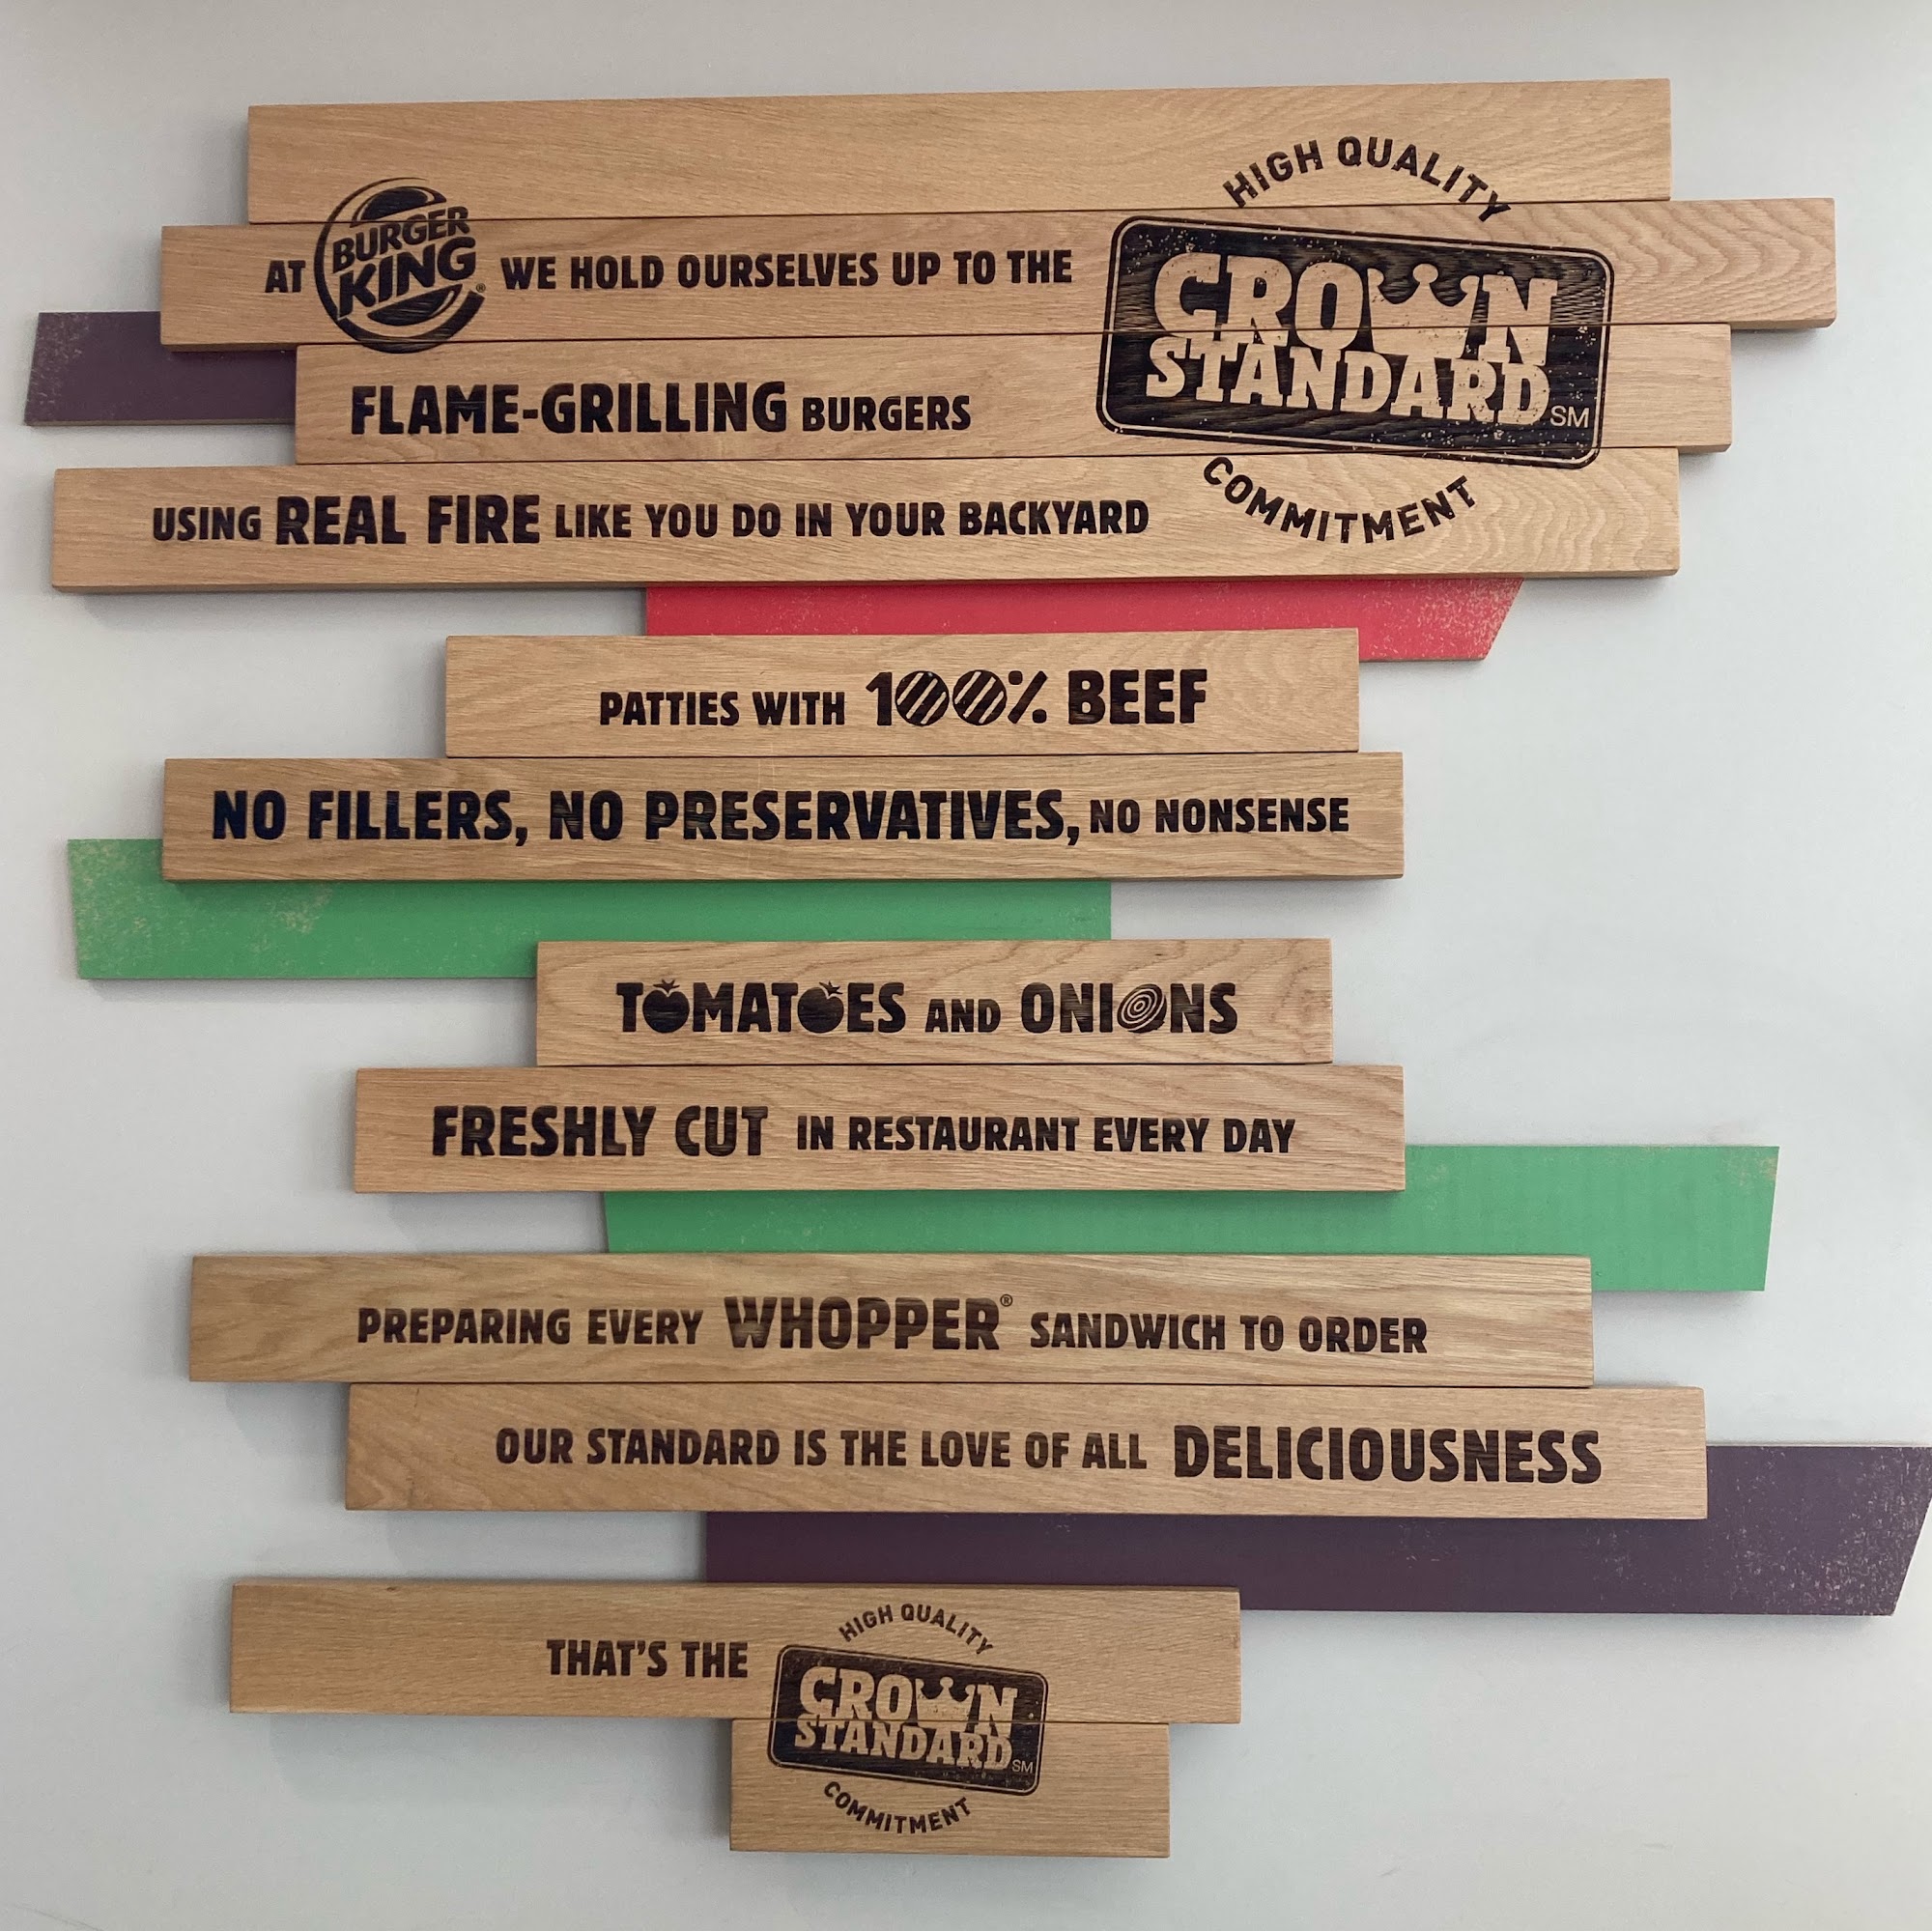 HIGH QUALITY
AT BURGER KING® WE HOLD OURSELVES UP TO THE CROWN STANDARD SM
FLAME-GRILLING BURGERS
COMMITMENT
USING REAL FIRE LIKE YOU DO IN YOUR BACKYARD
PATTIES WITH 100% BEEF
NO FILLERS, NO PRESERVATIVES, NO NONSENSE
TOMATOES AND ONIONS
FRESHLY CUT IN RESTAURANT EVERY DAY
PREPARING EVERY WHOPPER® SANDWICH TO ORDER
OUR STANDARD IS THE LOVE OF ALL DELICIOUSNESS
HIGH QUALITY
THAT'S THE CROWN STANDARD SM
COMMITMENT